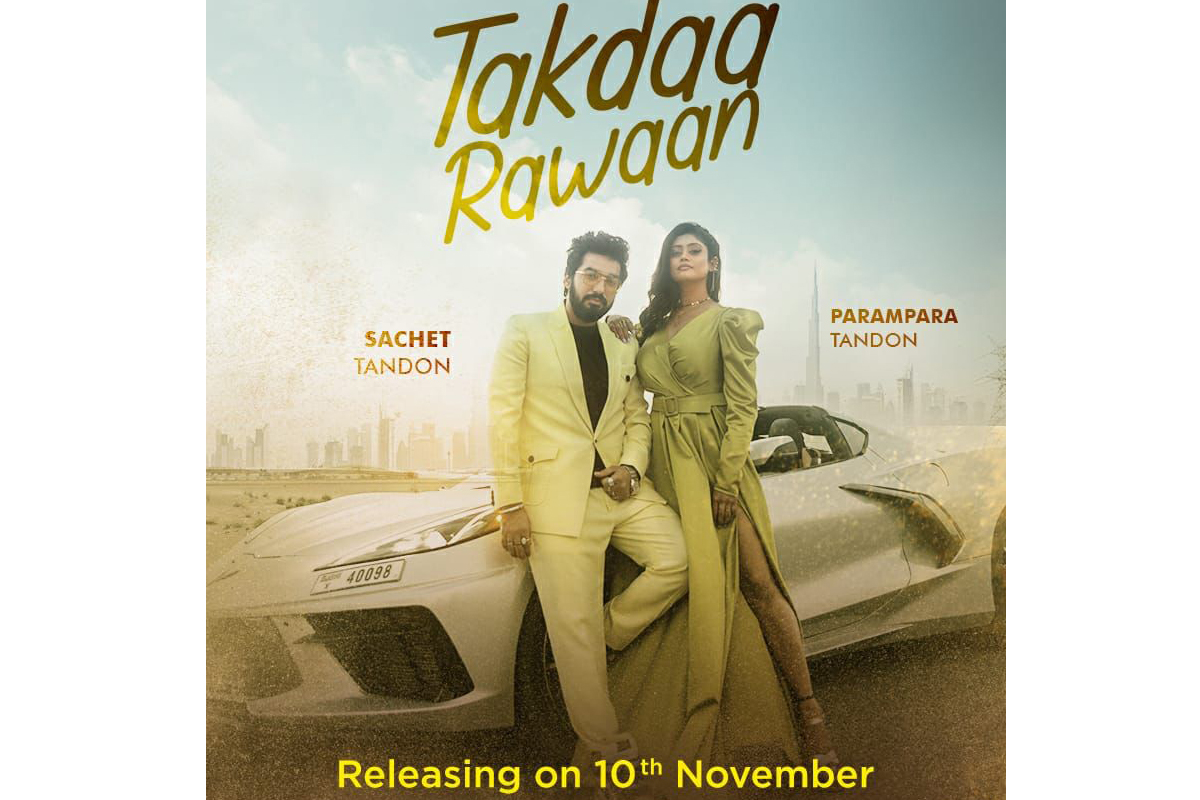 Takdaa
Rawaan
SACHET
TANDON
PARAMPARA
TANDON
40098
Releasing on 10th November